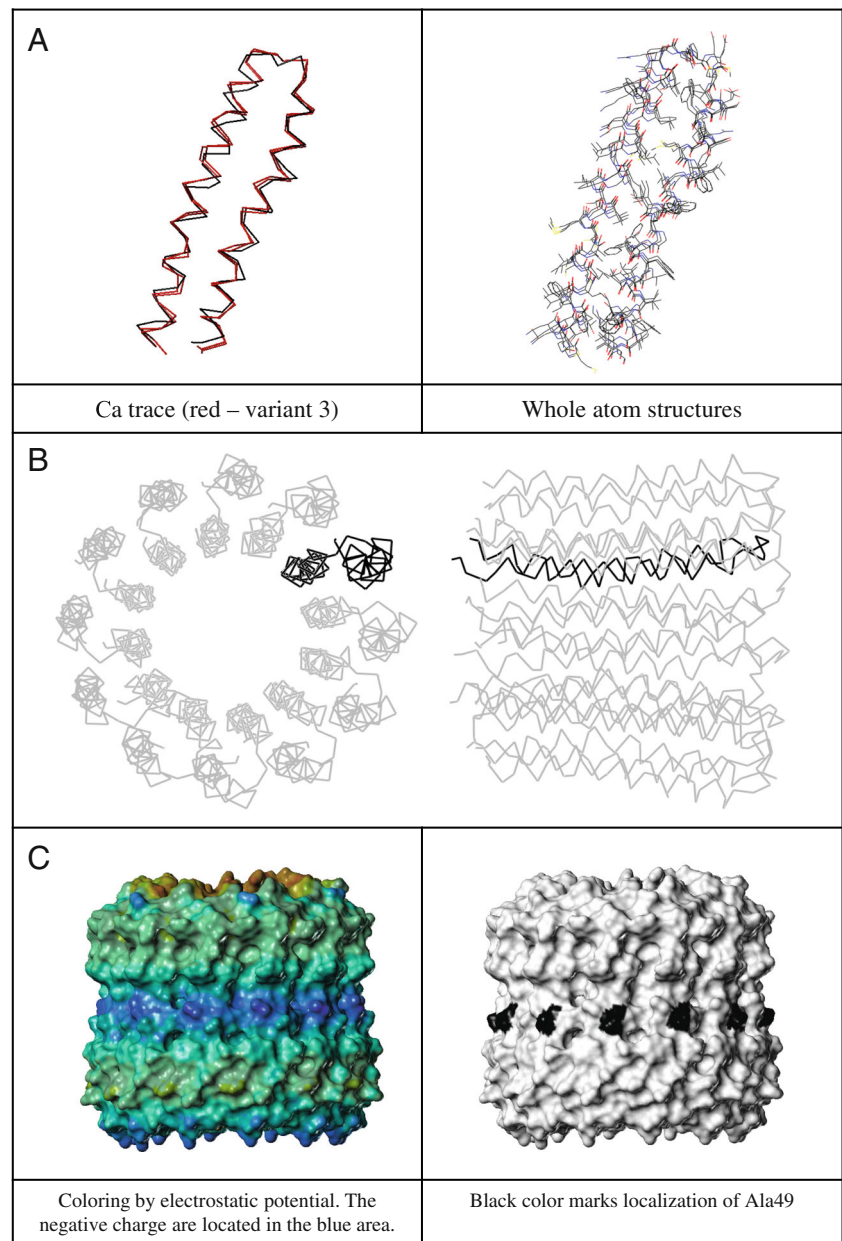 A
Ca trace (red – variant 3)
Whole atom structures
B
C
Coloring by electrostatic potential. The
negative charge are located in the blue area.
Black color marks localization of Ala49